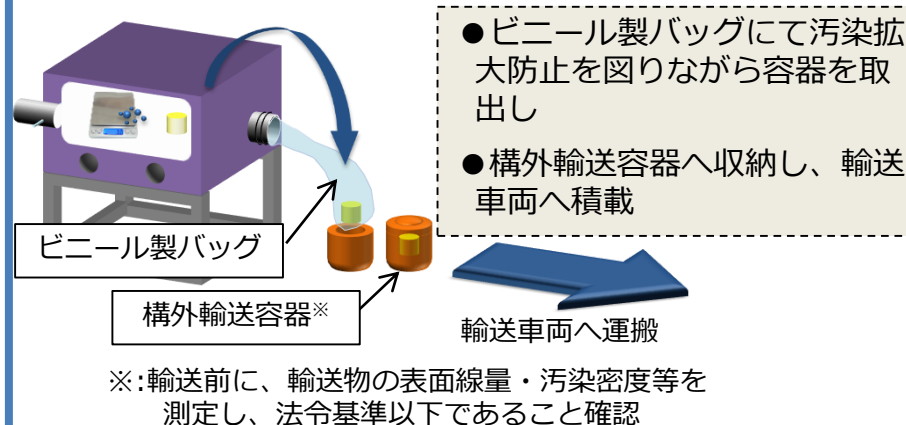 ●ビニール製バッグにて汚染拡
大防止を図りながら容器を取
出し
●構外輸送容器へ収納し、輸送
車両へ積載
ビニール製バッグ
構外輸送容器※
輸送車両へ運搬
※:輸送前に、輸送物の表面線量・汚染密度等を
測定し、法令基準以下であること確認